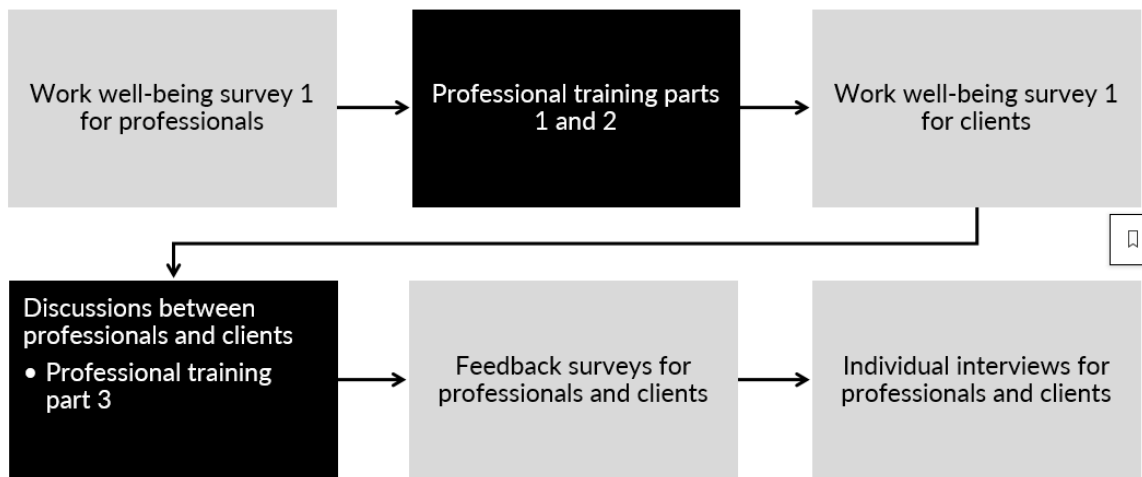 Work well-being survey 1
for professionals
Professional training parts
1 and 2
Work well-being survey 1
for clients
Discussions between
professionals and clients
• Professional training
part 3
Feedback surveys for
professionals and clients
Individual interviews for
professionals and clients